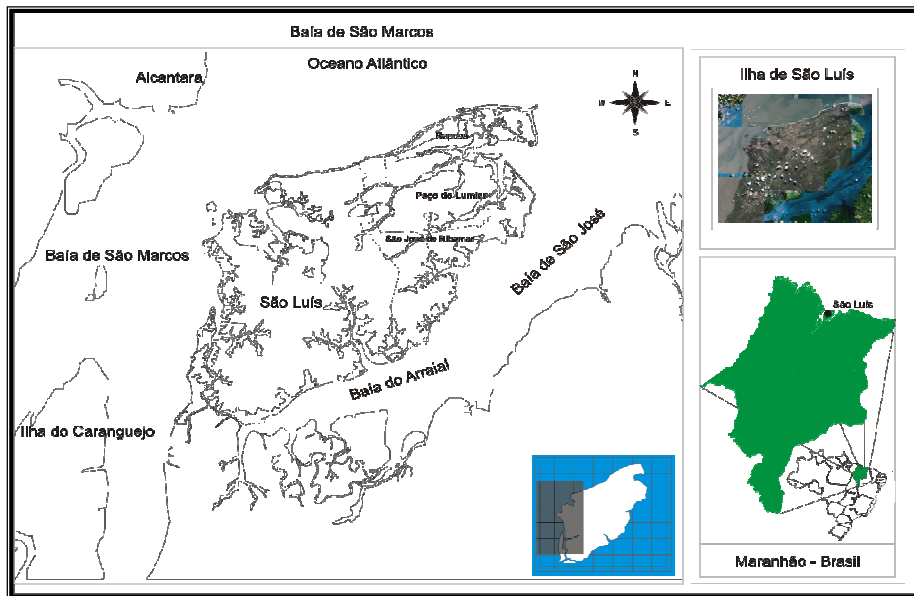 Baía de São Marcos
Oceano Atlântico
Alcantara
N
W E
S
Raposa
Paço do Lumiar
São José de Ribamar
Baía de São José
Baía de São Marcos
São Luís
Baía do Arraial
Ilha do Caranguejo
Ilha de São Luís
São Luís
Maranhão - Brasil